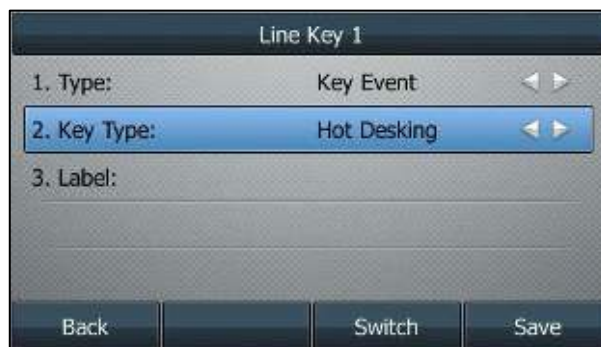 Line Key 1
1. Type: Key Event
2. Key Type: Hot Desking
3. Label:
Back Switch Save